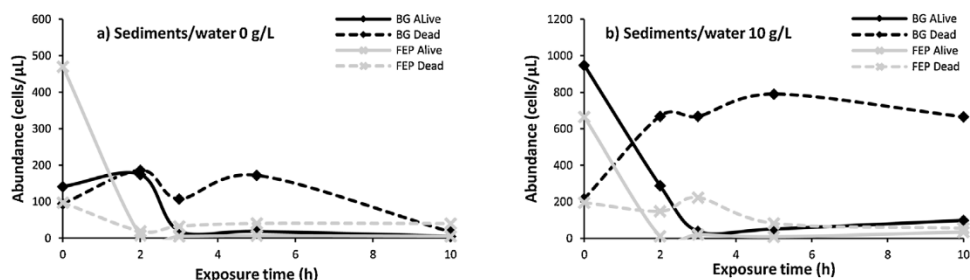 a) Sediments/water 0 g/L
BG ALive
BG Dead
FEP Alive
FEP Dead
Abundance (cells/µL)
600
500
400
300
200
100
0
0 2 4 6 8 10
Exposure time (h)
b) Sediments/water 10 g/L
BG ALive
BG Dead
FEP Alive
FEP Dead
Abundance (cells/µL)
1200
1000
800
600
400
200
0
0 2 4 6 8 10
Exposure time (h)